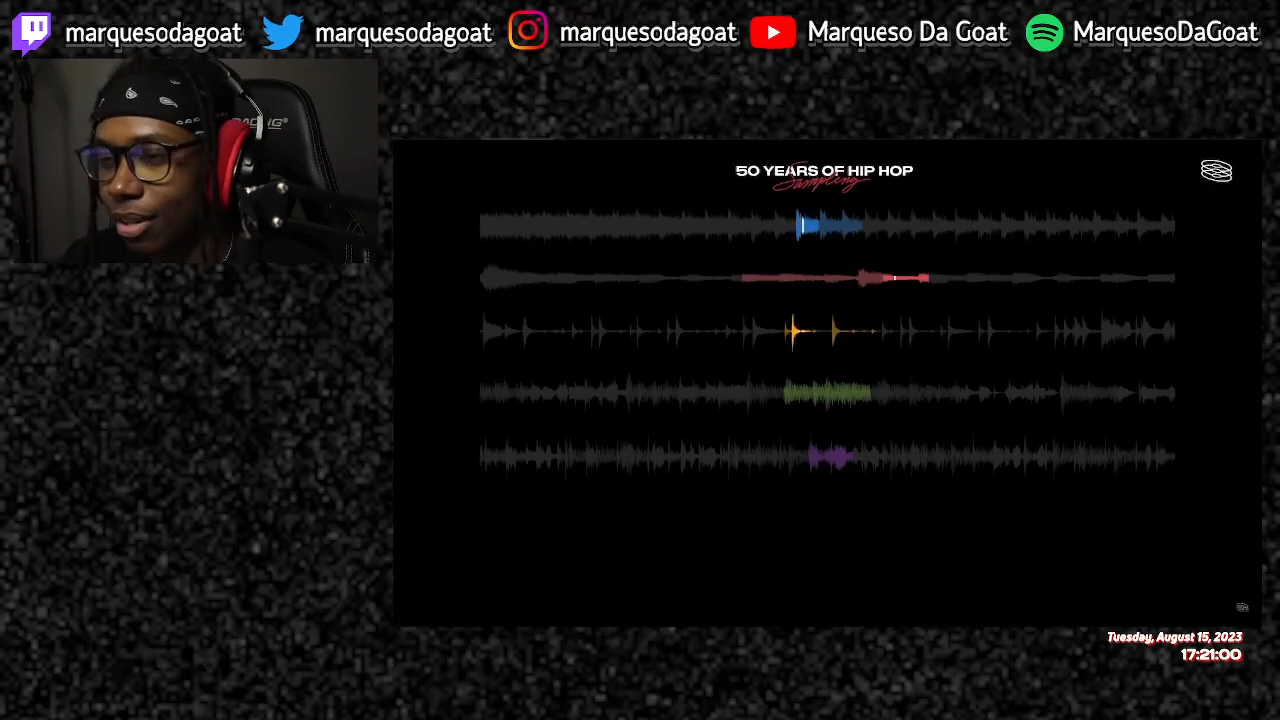 marquesodagoat
marquesodagoat
marquesodagoat
Marqueso Da Goat
MarquesoDaGoat
50 YEARS OF HIP HOP
Sampling
Tuesday, August 15, 2023
17:21:00